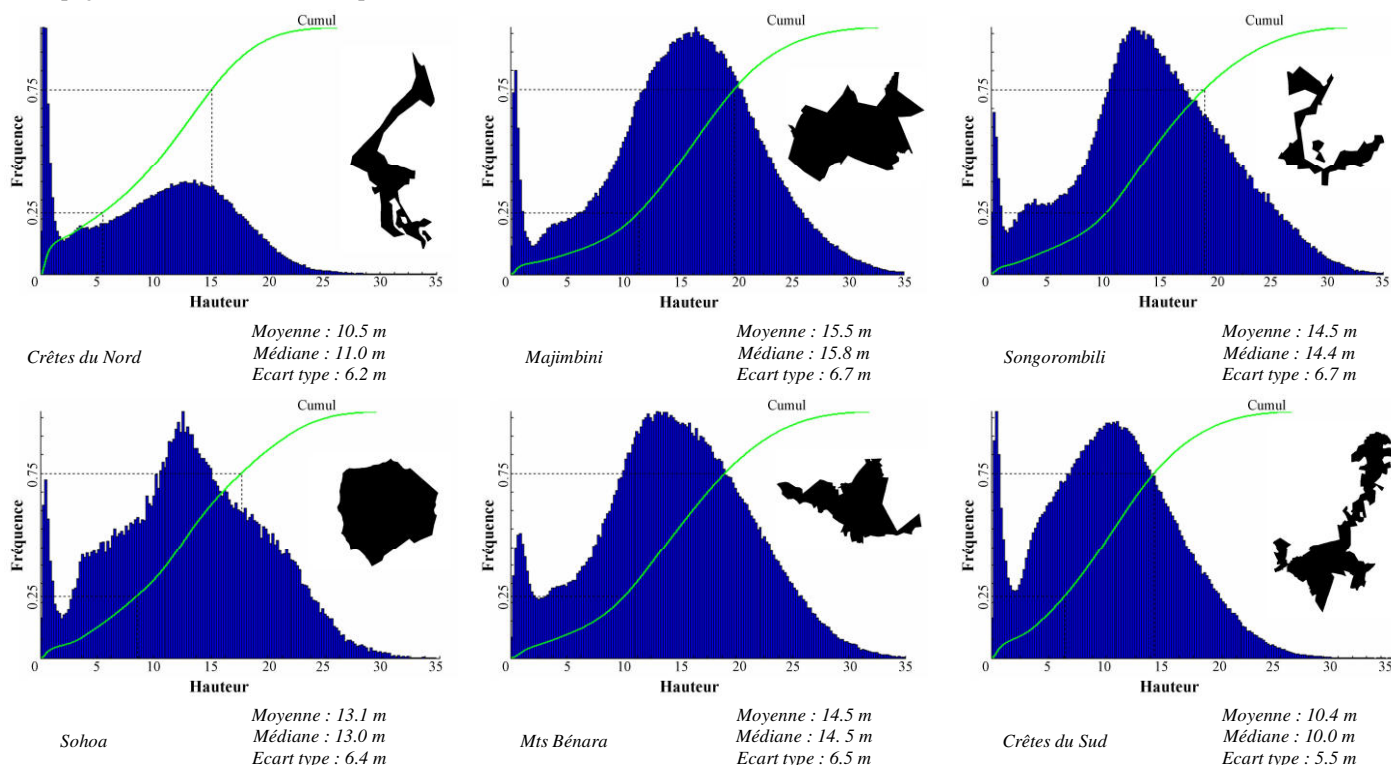 Cumul
Cumul
Cumul
Fréquence
0.75
0.25
0 5 10 15 20 25 30 35
Hauteur
Fréquence
0.75
0.25
0 5 10 15 20 25 30 35
Hauteur
Fréquence
0.75
0.25
0 5 10 15 20 25 30 35
Hauteur
Crêtes du Nord
Moyenne : 10.5 m
Médiane : 11.0 m
Ecart type : 6.2 m
Majimbini
Moyenne : 15.5 m
Médiane : 15.8 m
Ecart type : 6.7 m
Songorombili
Moyenne : 14.5 m
Médiane : 14.4 m
Ecart type : 6.7 m
Cumul
Cumul
Cumul
Fréquence
0.75
0.25
0 5 10 15 20 25 30 35
Hauteur
Fréquence
0.75
0.25
0 5 10 15 20 25 30 35
Hauteur
Fréquence
0.75
0.25
0 5 10 15 20 25 30 35
Hauteur
Sohoa
Moyenne : 13.1 m
Médiane : 13.0 m
Ecart type : 6.4 m
Mts Bénara
Moyenne : 14.5 m
Médiane : 14. 5 m
Ecart type : 6.5 m
Crêtes du Sud
Moyenne : 10.4 m
Médiane : 10.0 m
Ecart type : 5.5 m